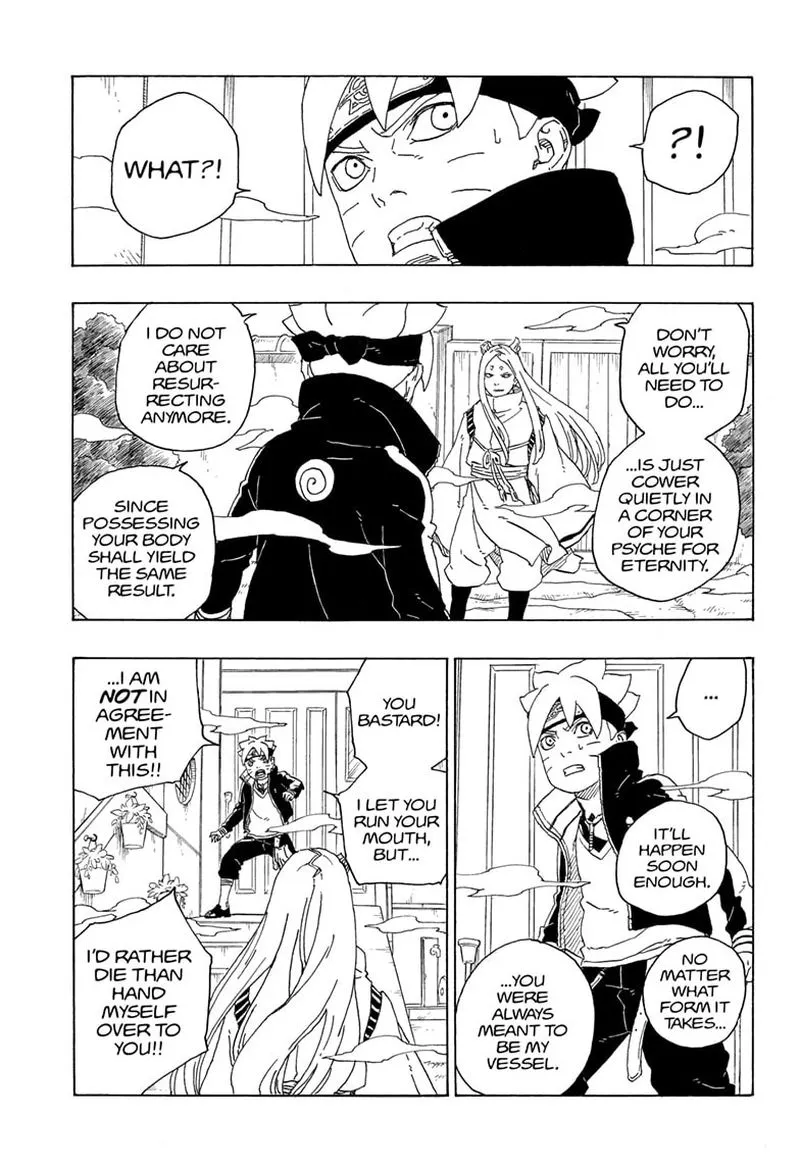 ?!
WHAT?!
DON'T
WORRY,
ALL YOU'LL
NEED TO
DO...
...IS JUST
COWER
QUIETLY IN
A CORNER
OF YOUR
PSYCHE FOR
ETERNITY.
I DO NOT
CARE
ABOUT
RESUR-
RECTING
ANYMORE.
SINCE
POSSESSING
YOUR BODY
SHALL YIELD
THE SAME
RESULT.
...
IT'LL
HAPPEN
SOON
ENOUGH.
NO
MATTER
WHAT
FORM IT
TAKES...
...YOU
WERE
ALWAYS
MEANT TO
BE MY
VESSEL.
YOU
BASTARD!
I LET YOU
RUN YOUR
MOUTH,
BUT...
...I AM
NOT IN
AGREE-
MENT
WITH
THIS!!
I'D RATHER
DIE THAN
HAND
MYSELF
OVER TO
YOU!!